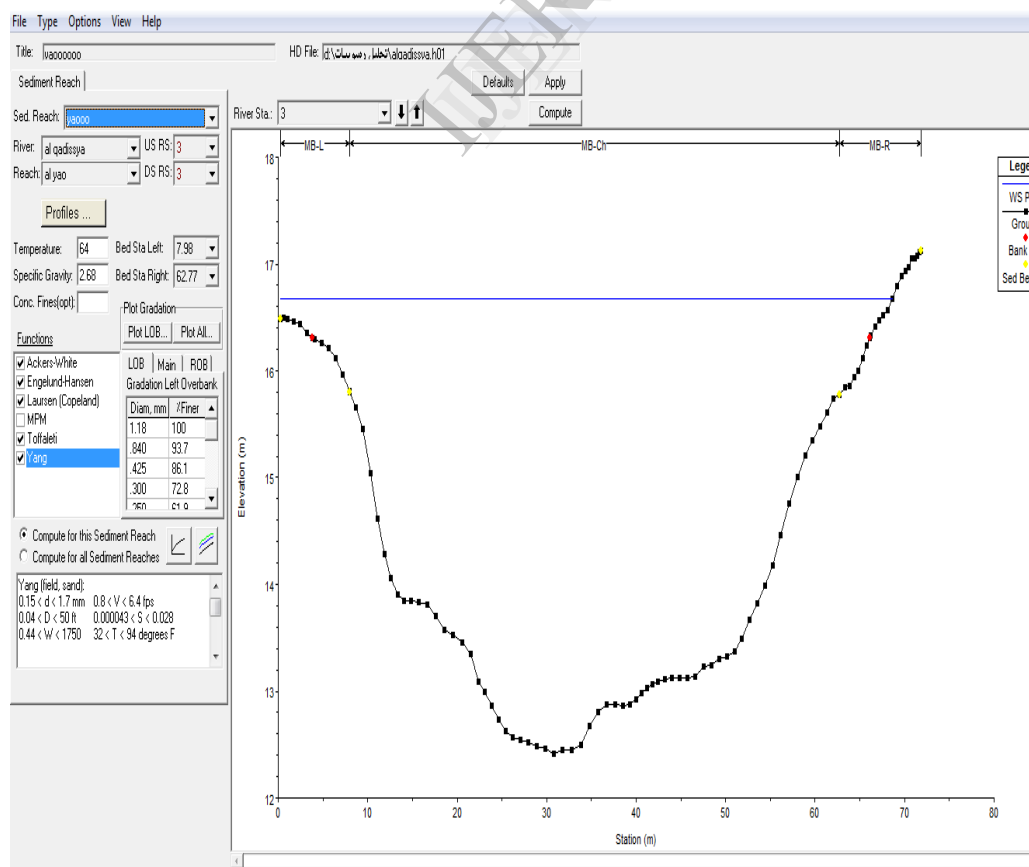 File Type Options View Help
Title: yaoooooo
HD File: d:\تحليل رسوبيات\alqadissya.h01
Defaults Apply
Sediment Reach
Sed. Reach: yaooo
River Sta.: 3
Compute
River: al qadissya US RS: 3
Reach: al yao DS RS: 3
Profiles ...
Temperature: 64 Bed Sta Left: 7.98
Specific Gravity: 2.68 Bed Sta Right: 62.77
Conc. Fines(opt):
Plot Gradation
Plot LOB... Plot All...
Functions
Ackers-White
Engelund-Hansen
Laursen (Copeland)
MPM
Toffaleti
Yang
LOB Main ROB
Gradation Left Overbank
Diam, mm %Finer
1.18 100
.840 93.7
.425 86.1
.300 72.8
.250 61.9
Compute for this Sediment Reach
Compute for all Sediment Reaches
Yang (field, sand):
0.15 < d < 1.7 mm 0.8 < V < 6.4 fps
0.04 < D < 50 ft 0.000043 < S < 0.028
0.44 < W < 1750 32 < T < 94 degrees F
MB-L MB-Ch MB-R
18
17
16
15
14
13
12
Elevation (m)
0 10 20 30 40 50 60 70 80
Station (m)
Lege
WS P
Grou
Bank
Sed Be
IJERT